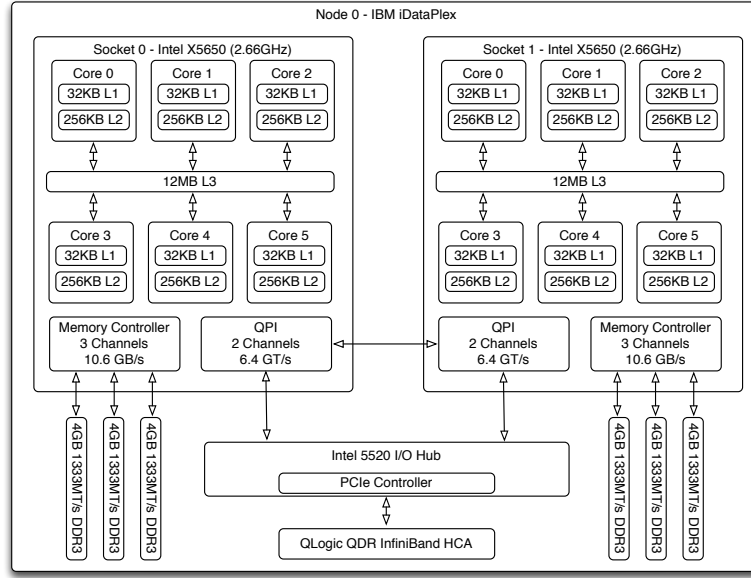 Node 0 - IBM iDataPlex
Socket 0 - Intel X5650 (2.66GHz)
Core 0
32KB L1
256KB L2
Core 1
32KB L1
256KB L2
Core 2
32KB L1
256KB L2
12MB L3
Core 3
32KB L1
256KB L2
Core 4
32KB L1
256KB L2
Core 5
32KB L1
256KB L2
Memory Controller
3 Channels
10.6 GB/s
QPI
2 Channels
6.4 GT/s
4GB 1333MT/s DDR3
4GB 1333MT/s DDR3
4GB 1333MT/s DDR3
Socket 1 - Intel X5650 (2.66GHz)
Core 0
32KB L1
256KB L2
Core 1
32KB L1
256KB L2
Core 2
32KB L1
256KB L2
12MB L3
Core 3
32KB L1
256KB L2
Core 4
32KB L1
256KB L2
Core 5
32KB L1
256KB L2
QPI
2 Channels
6.4 GT/s
Memory Controller
3 Channels
10.6 GB/s
4GB 1333MT/s DDR3
4GB 1333MT/s DDR3
4GB 1333MT/s DDR3
Intel 5520 I/O Hub
PCIe Controller
QLogic QDR InfiniBand HCA